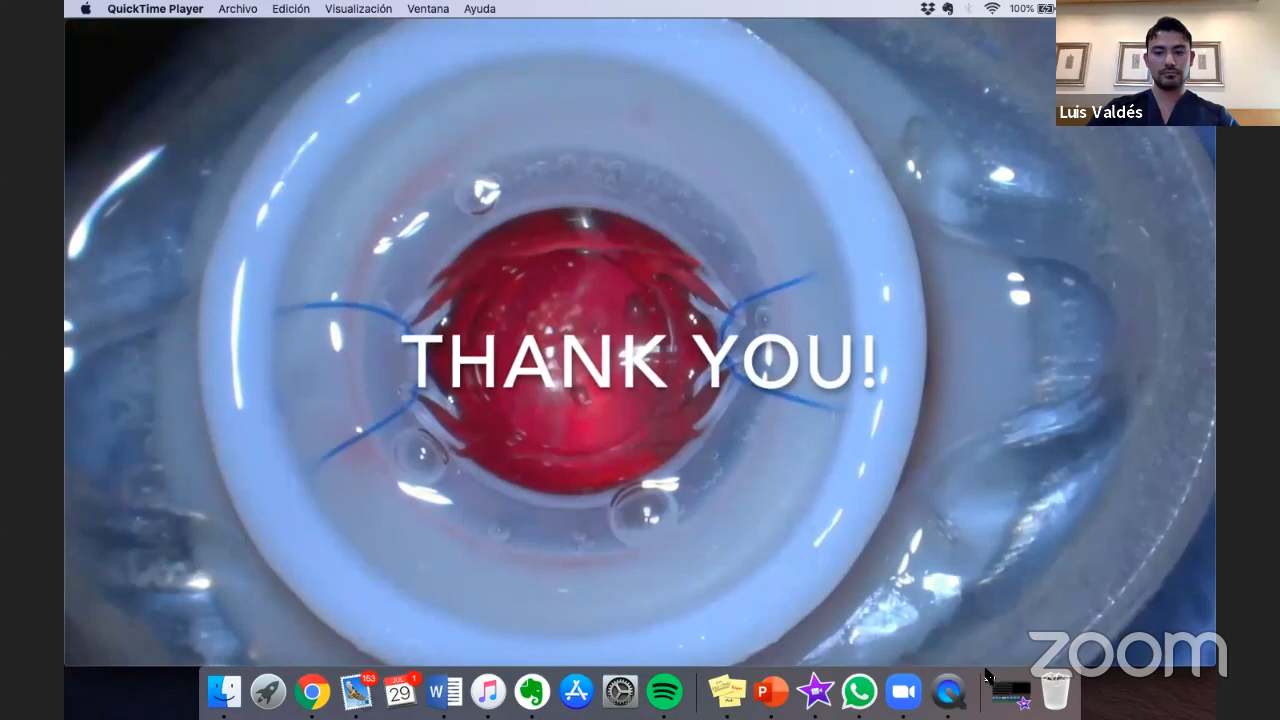 QuickTime Player Archivo Edición Visualización Ventana Ayuda 100%
Luis Valdés
THANK YOU!
zoom
153
JUL 1
29
W
P